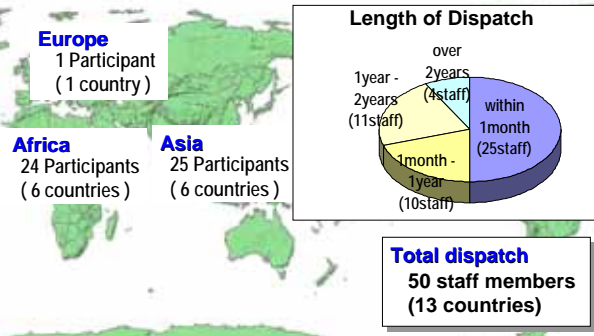 Europe
1 Participant
( 1 country )
Africa
24 Participants
( 6 countries )
Asia
25 Participants
( 6 countries )
Length of Dispatch
over
2years
(4staff)
1year -
2years
(11staff)
within
1month
(25staff)
1month -
1year
(10staff)
Total dispatch
50 staff members
(13 countries)